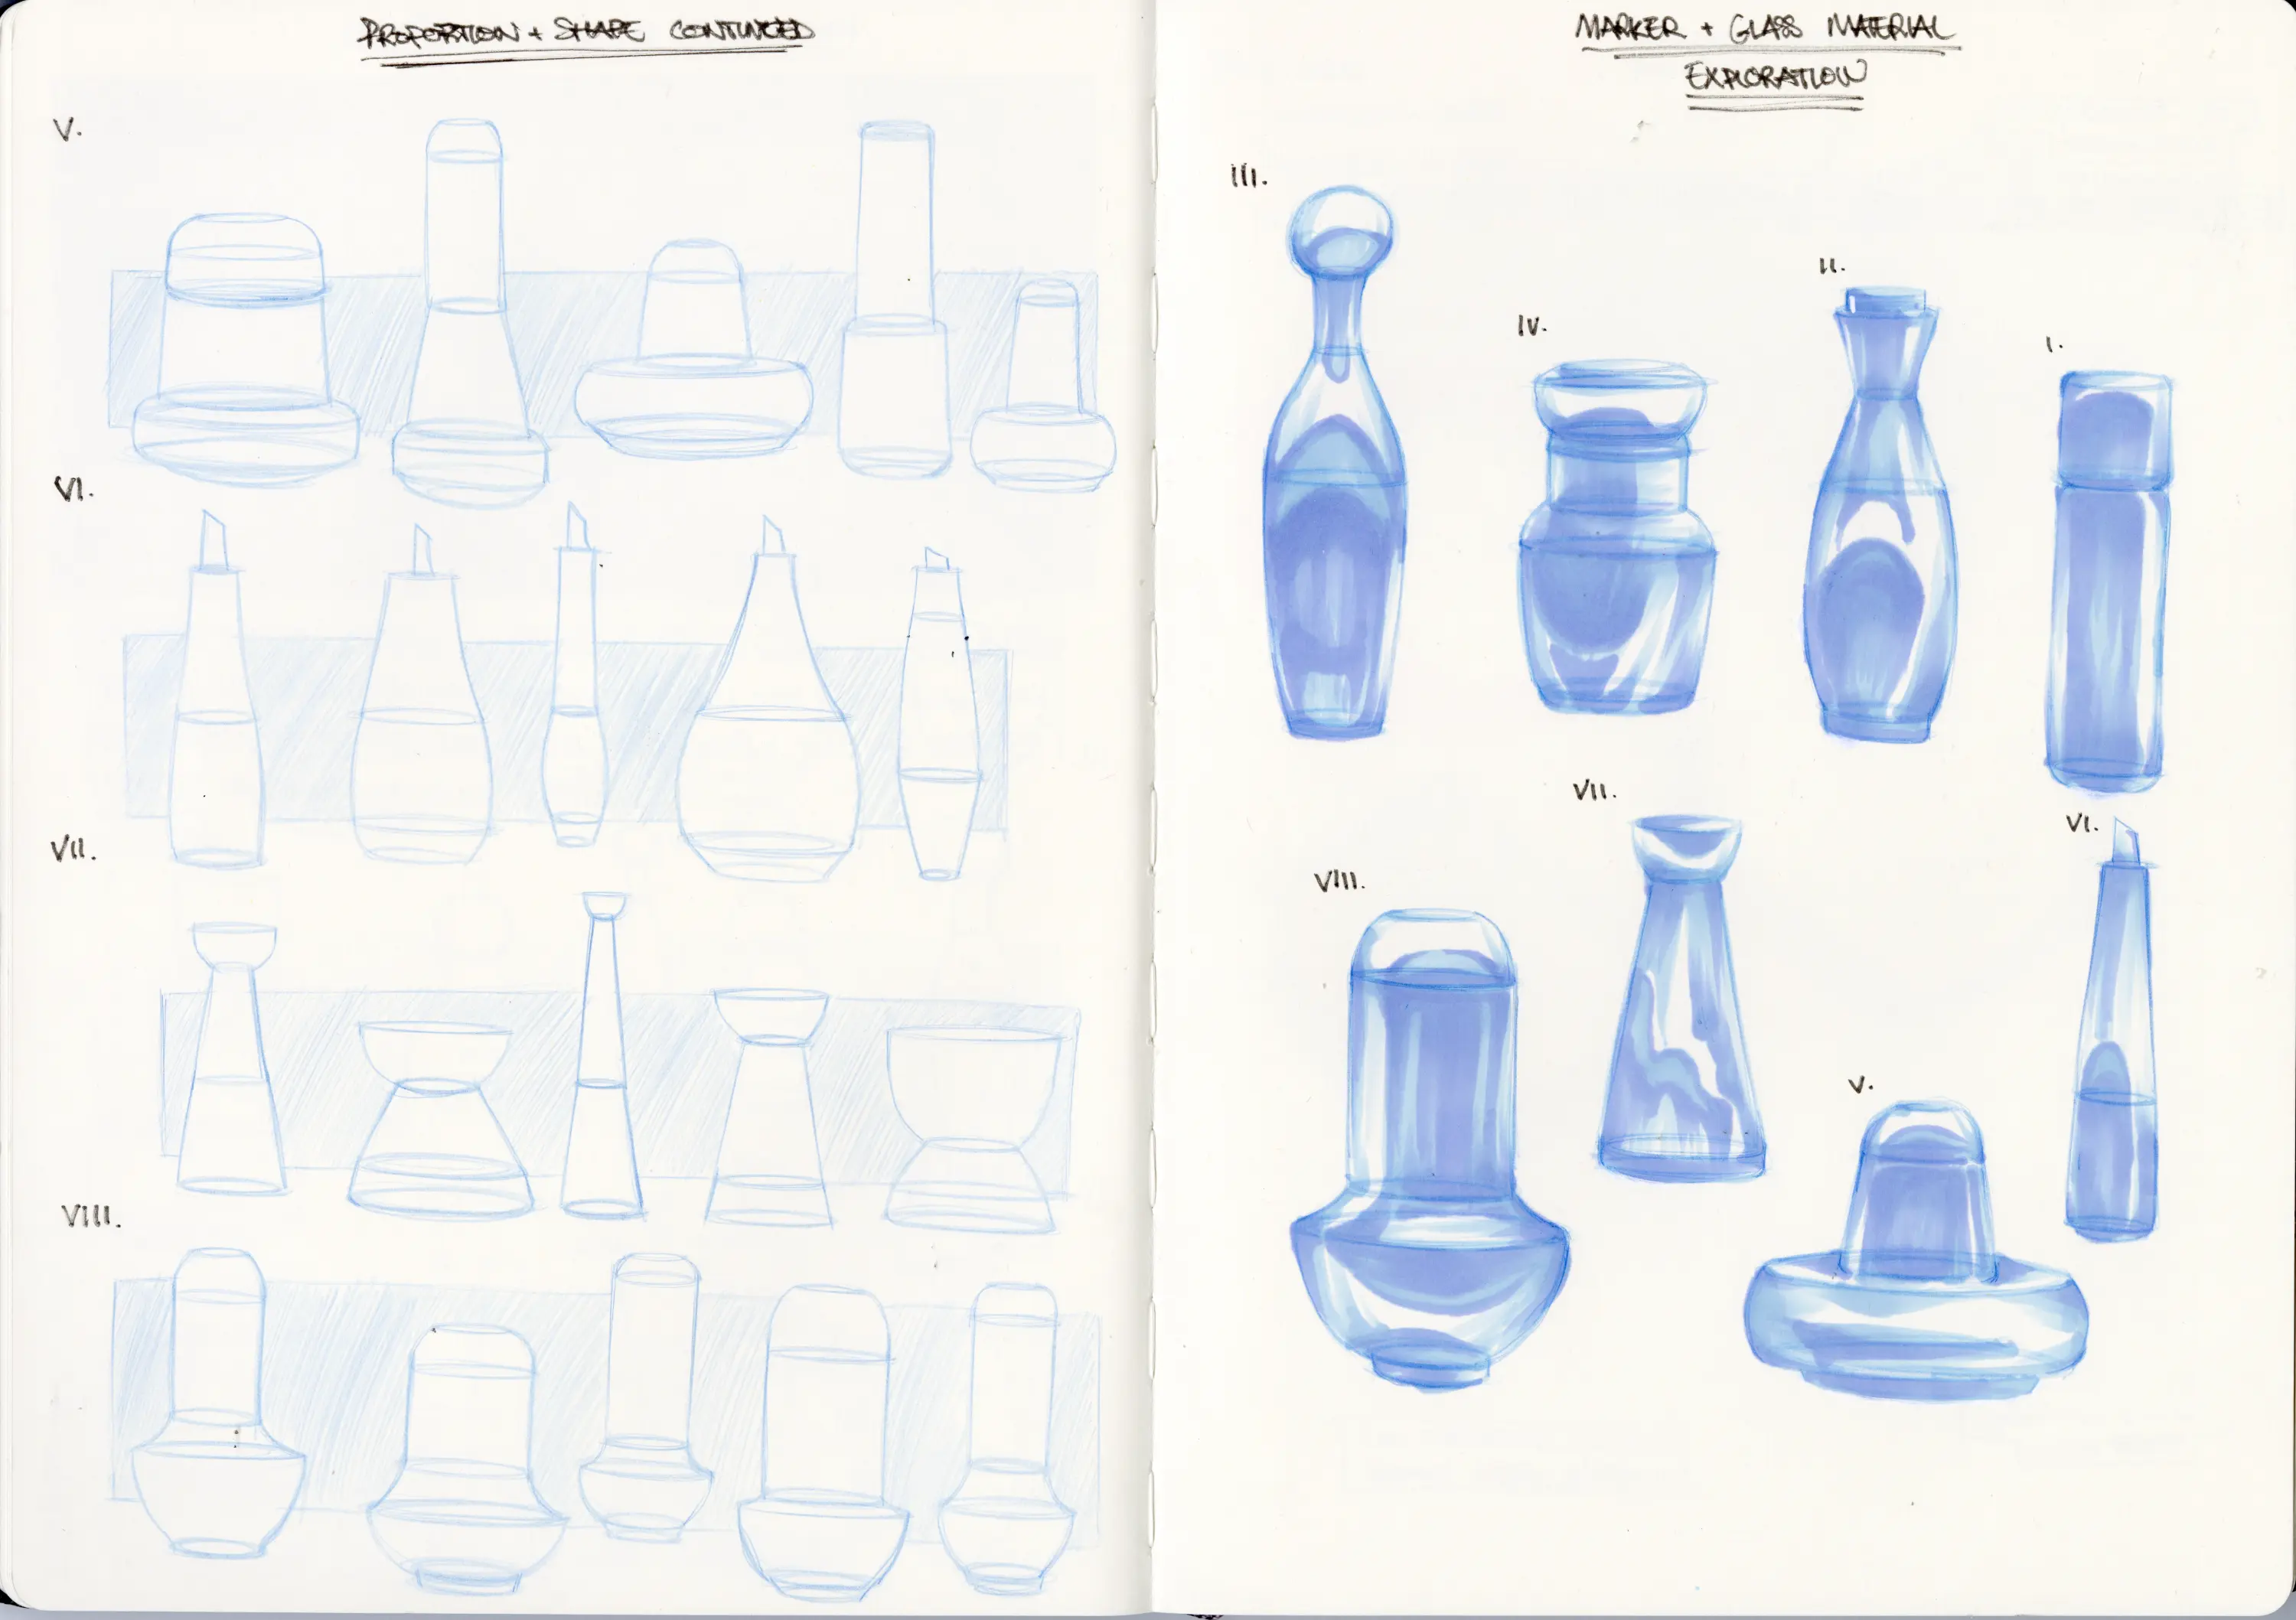 PROPORTION + SHAPE CONTINUED
V.
VI.
VII.
VIII.
MARKER + GLASS MATERIAL
EXPLORATION
III.
II.
IV.
I.
VII.
VI.
VIII.
V.